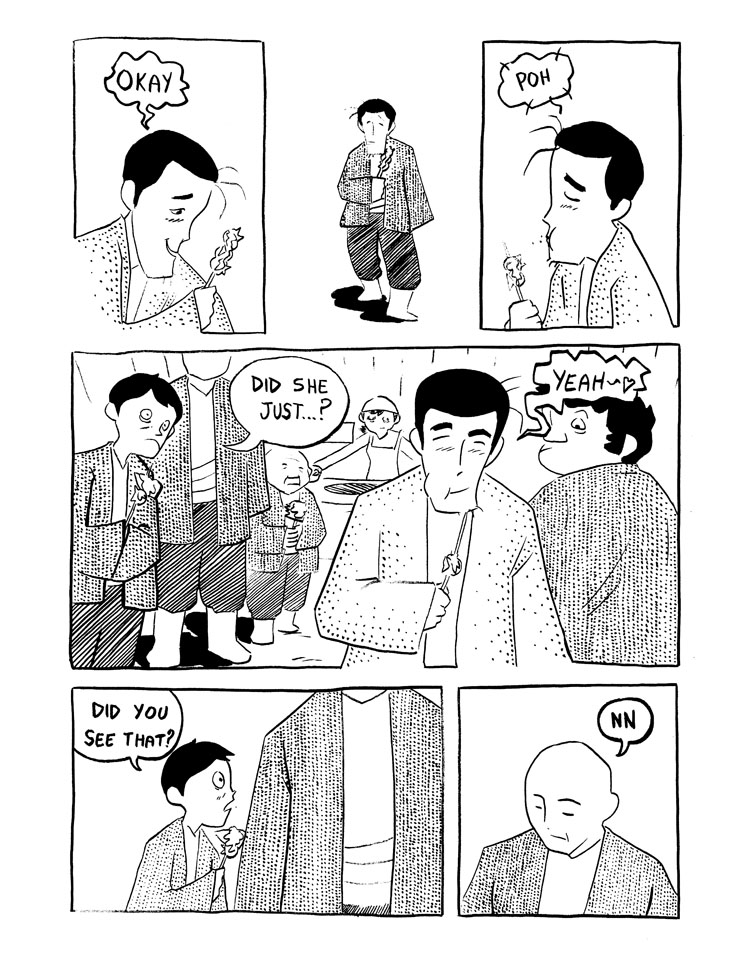 OKAY
POH
DID SHE
JUST...?
YEAH~♡
DID YOU
SEE THAT?
NN